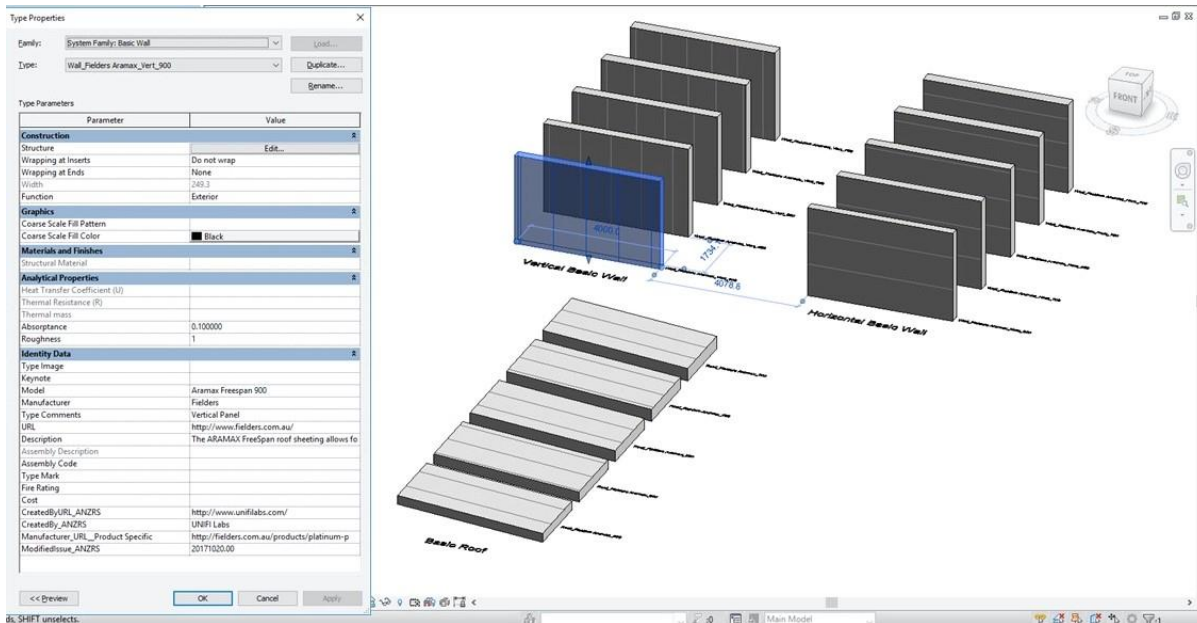 Type Properties
Family: System Family: Basic Wall Load...
Type: Wall_Fielders Aramax_Vert_900 Duplicate...
Rename...
Type Parameters
Parameter Value
Construction
Structure Edit...
Wrapping at Inserts Do not wrap
Wrapping at Ends None
Width 249.3
Function Exterior
Graphics
Coarse Scale Fill Pattern
Coarse Scale Fill Color Black
Materials and Finishes
Structural Material
Analytical Properties
Heat Transfer Coefficient (U)
Thermal Resistance (R)
Thermal mass
Absorptance 0.100000
Roughness 1
Identity Data
Type Image
Keynote
Model Aramax Freespan 900
Manufacturer Fielders
Type Comments Vertical Panel
URL http://www.fielders.com.au/
Description The ARAMAX FreeSpan roof sheeting allows fo
Assembly Description
Assembly Code
Type Mark
Fire Rating
Cost
CreatedByURL_ANZRS http://www.unifilabs.com/
CreatedBy_ANZRS UNIFI Labs
Manufacturer_URL__Product Specific http://fielders.com.au/products/platinum-p
ModifiedIssue_ANZRS 20171020.00
<< Preview OK Cancel Apply
ds, SHIFT unselects.
TOP
FRONT
4000.0
1734.
4078.8
Vertical Basic Wall
Horizontal Basic Wall
Basic Roof
:0
Main Model
:1